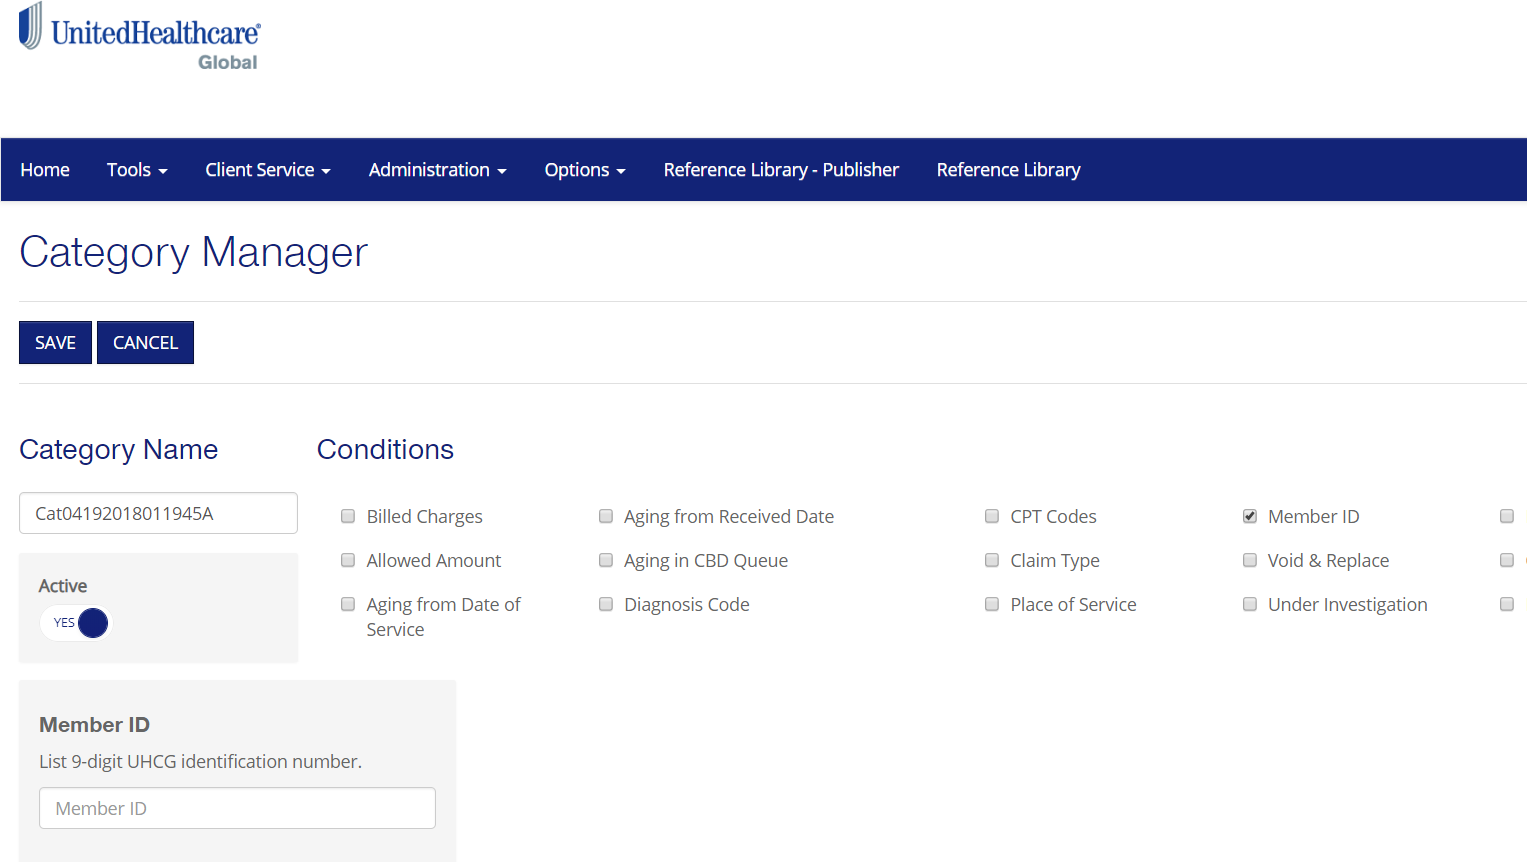 UnitedHealthcare®
Global
Home Tools Client Service Administration Options Reference Library - Publisher Reference Library
Category Manager
SAVE CANCEL
Category Name Conditions
Cat04192018011945A
Billed Charges Aging from Received Date CPT Codes Member ID
Allowed Amount Aging in CBD Queue Claim Type Void & Replace
Active
Aging from Date of Diagnosis Code Place of Service Under Investigation
Service
YES
Member ID
List 9-digit UHCG identification number.
Member ID